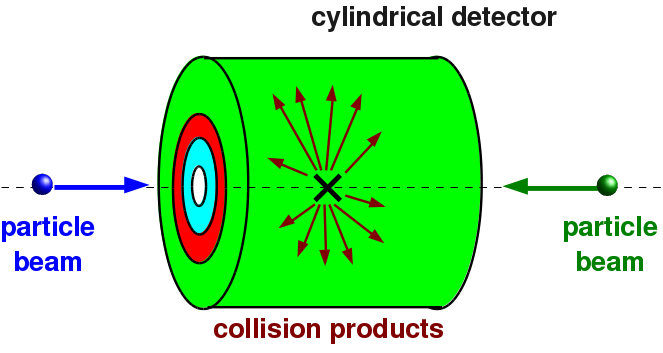 cylindrical detector
particle
beam
particle
beam
collision products